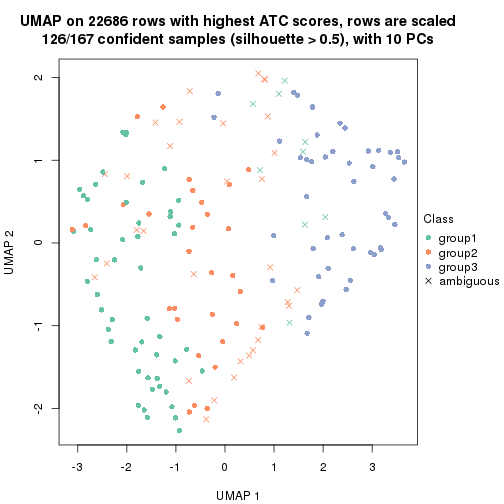 UMAP on 22686 rows with highest ATC scores, rows are scaled
126/167 confident samples (silhouette > 0.5), with 10 PCs
2
1
0
-1
-2
UMAP 2
-3
-2
-1
0
1
2
3
UMAP 1
Class
group1
group2
group3
ambiguous